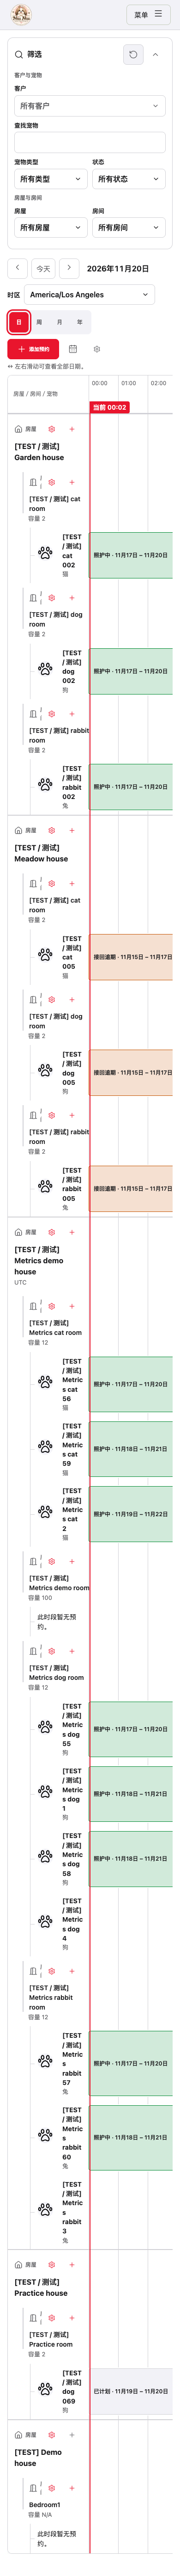 菜单
筛选
客户与宠物
客户
所有客户
查找宠物
宠物类型
状态
所有类型
所有状态
房屋与房间
房屋
房间
所有房屋
所有房间
今天
2026年11月20日
时区
America/Los Angeles
日
周
月
年
添加预约
左右滑动可查看全部日期。
房屋 / 房间 / 宠物
00:00
01:00
02:00
当前 00:02
房屋
[TEST / 测试]
Garden house
[TEST / 测试] cat
room
容量 2
[TEST
/ 测试]
cat
002
猫
照护中 · 11月17日 – 11月20日
[TEST / 测试] dog
room
容量 2
[TEST
/ 测试]
dog
002
狗
照护中 · 11月17日 – 11月20日
[TEST / 测试] rabbit
room
容量 2
[TEST
/ 测试]
rabbit
002
兔
照护中 · 11月17日 – 11月20日
房屋
[TEST / 测试]
Meadow house
[TEST / 测试] cat
room
容量 2
[TEST
/ 测试]
cat
005
猫
接回逾期 · 11月15日 – 11月17日
[TEST / 测试] dog
room
容量 2
[TEST
/ 测试]
dog
005
狗
接回逾期 · 11月15日 – 11月17日
[TEST / 测试] rabbit
room
容量 2
[TEST
/ 测试]
rabbit
005
兔
接回逾期 · 11月15日 – 11月17日
房屋
[TEST / 测试]
Metrics demo
house
UTC
[TEST / 测试]
Metrics cat room
容量 12
[TEST
/ 测试]
Metric
s cat
56
猫
照护中 · 11月17日 – 11月20日
[TEST
/ 测试]
Metric
s cat
59
猫
照护中 · 11月18日 – 11月21日
[TEST
/ 测试]
Metric
s cat
2
猫
照护中 · 11月19日 – 11月22日
[TEST / 测试]
Metrics demo room
容量 100
此时段暂无预
约。
[TEST / 测试]
Metrics dog room
容量 12
[TEST
/ 测试]
Metric
s dog
55
狗
照护中 · 11月17日 – 11月20日
[TEST
/ 测试]
Metric
s dog
1
狗
照护中 · 11月18日 – 11月21日
[TEST
/ 测试]
Metric
s dog
58
狗
照护中 · 11月18日 – 11月21日
[TEST
/ 测试]
Metric
s dog
4
狗
[TEST / 测试]
Metrics rabbit
room
容量 12
[TEST
/ 测试]
Metric
s
rabbit
57
兔
照护中 · 11月17日 – 11月20日
[TEST
/ 测试]
Metric
s
rabbit
60
兔
照护中 · 11月18日 – 11月21日
[TEST
/ 测试]
Metric
s
rabbit
3
兔
房屋
[TEST / 测试]
Practice house
[TEST / 测试]
Practice room
容量 2
[TEST
/ 测试]
dog
069
狗
已计划 · 11月19日 – 11月20日
房屋
[TEST] Demo
house
Bedroom1
容量 N/A
此时段暂无预
约。